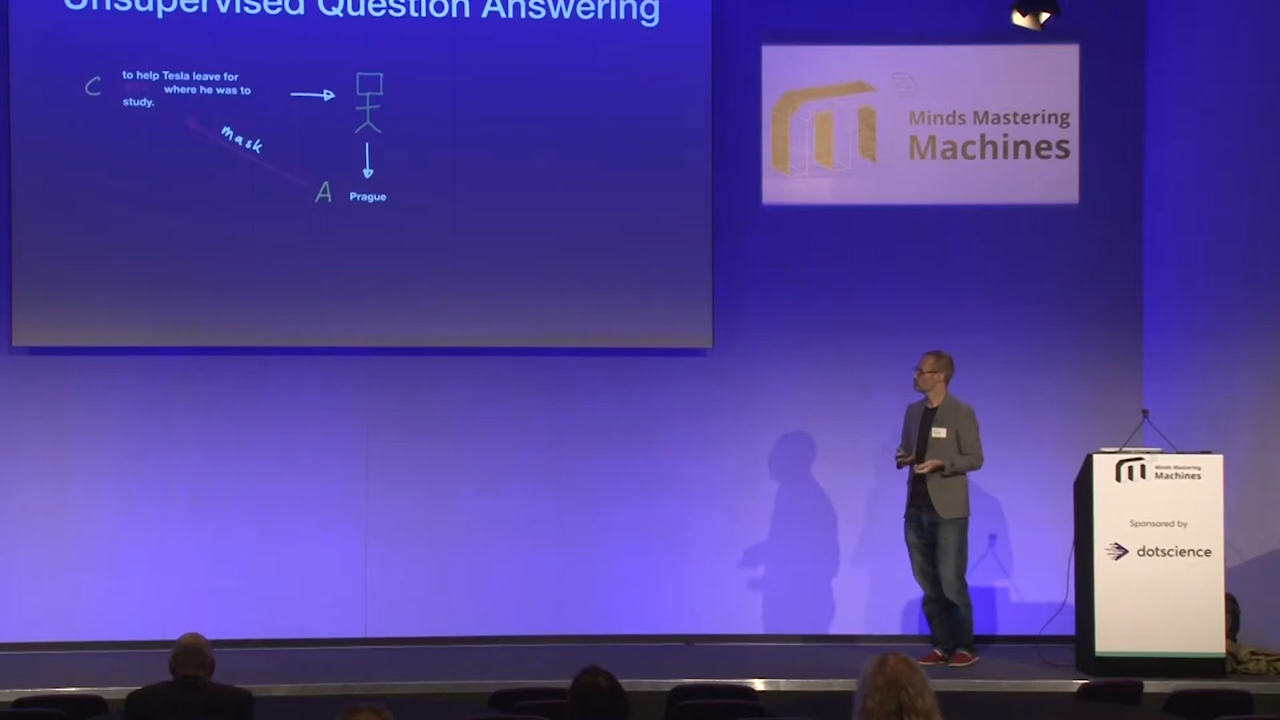 Unsupervised Question Answering
C
to help Tesla leave for
where he was to
study.
mask
A
Prague
Minds Mastering
Machines
Minds Mastering
Machines
Sponsored by
dotscience